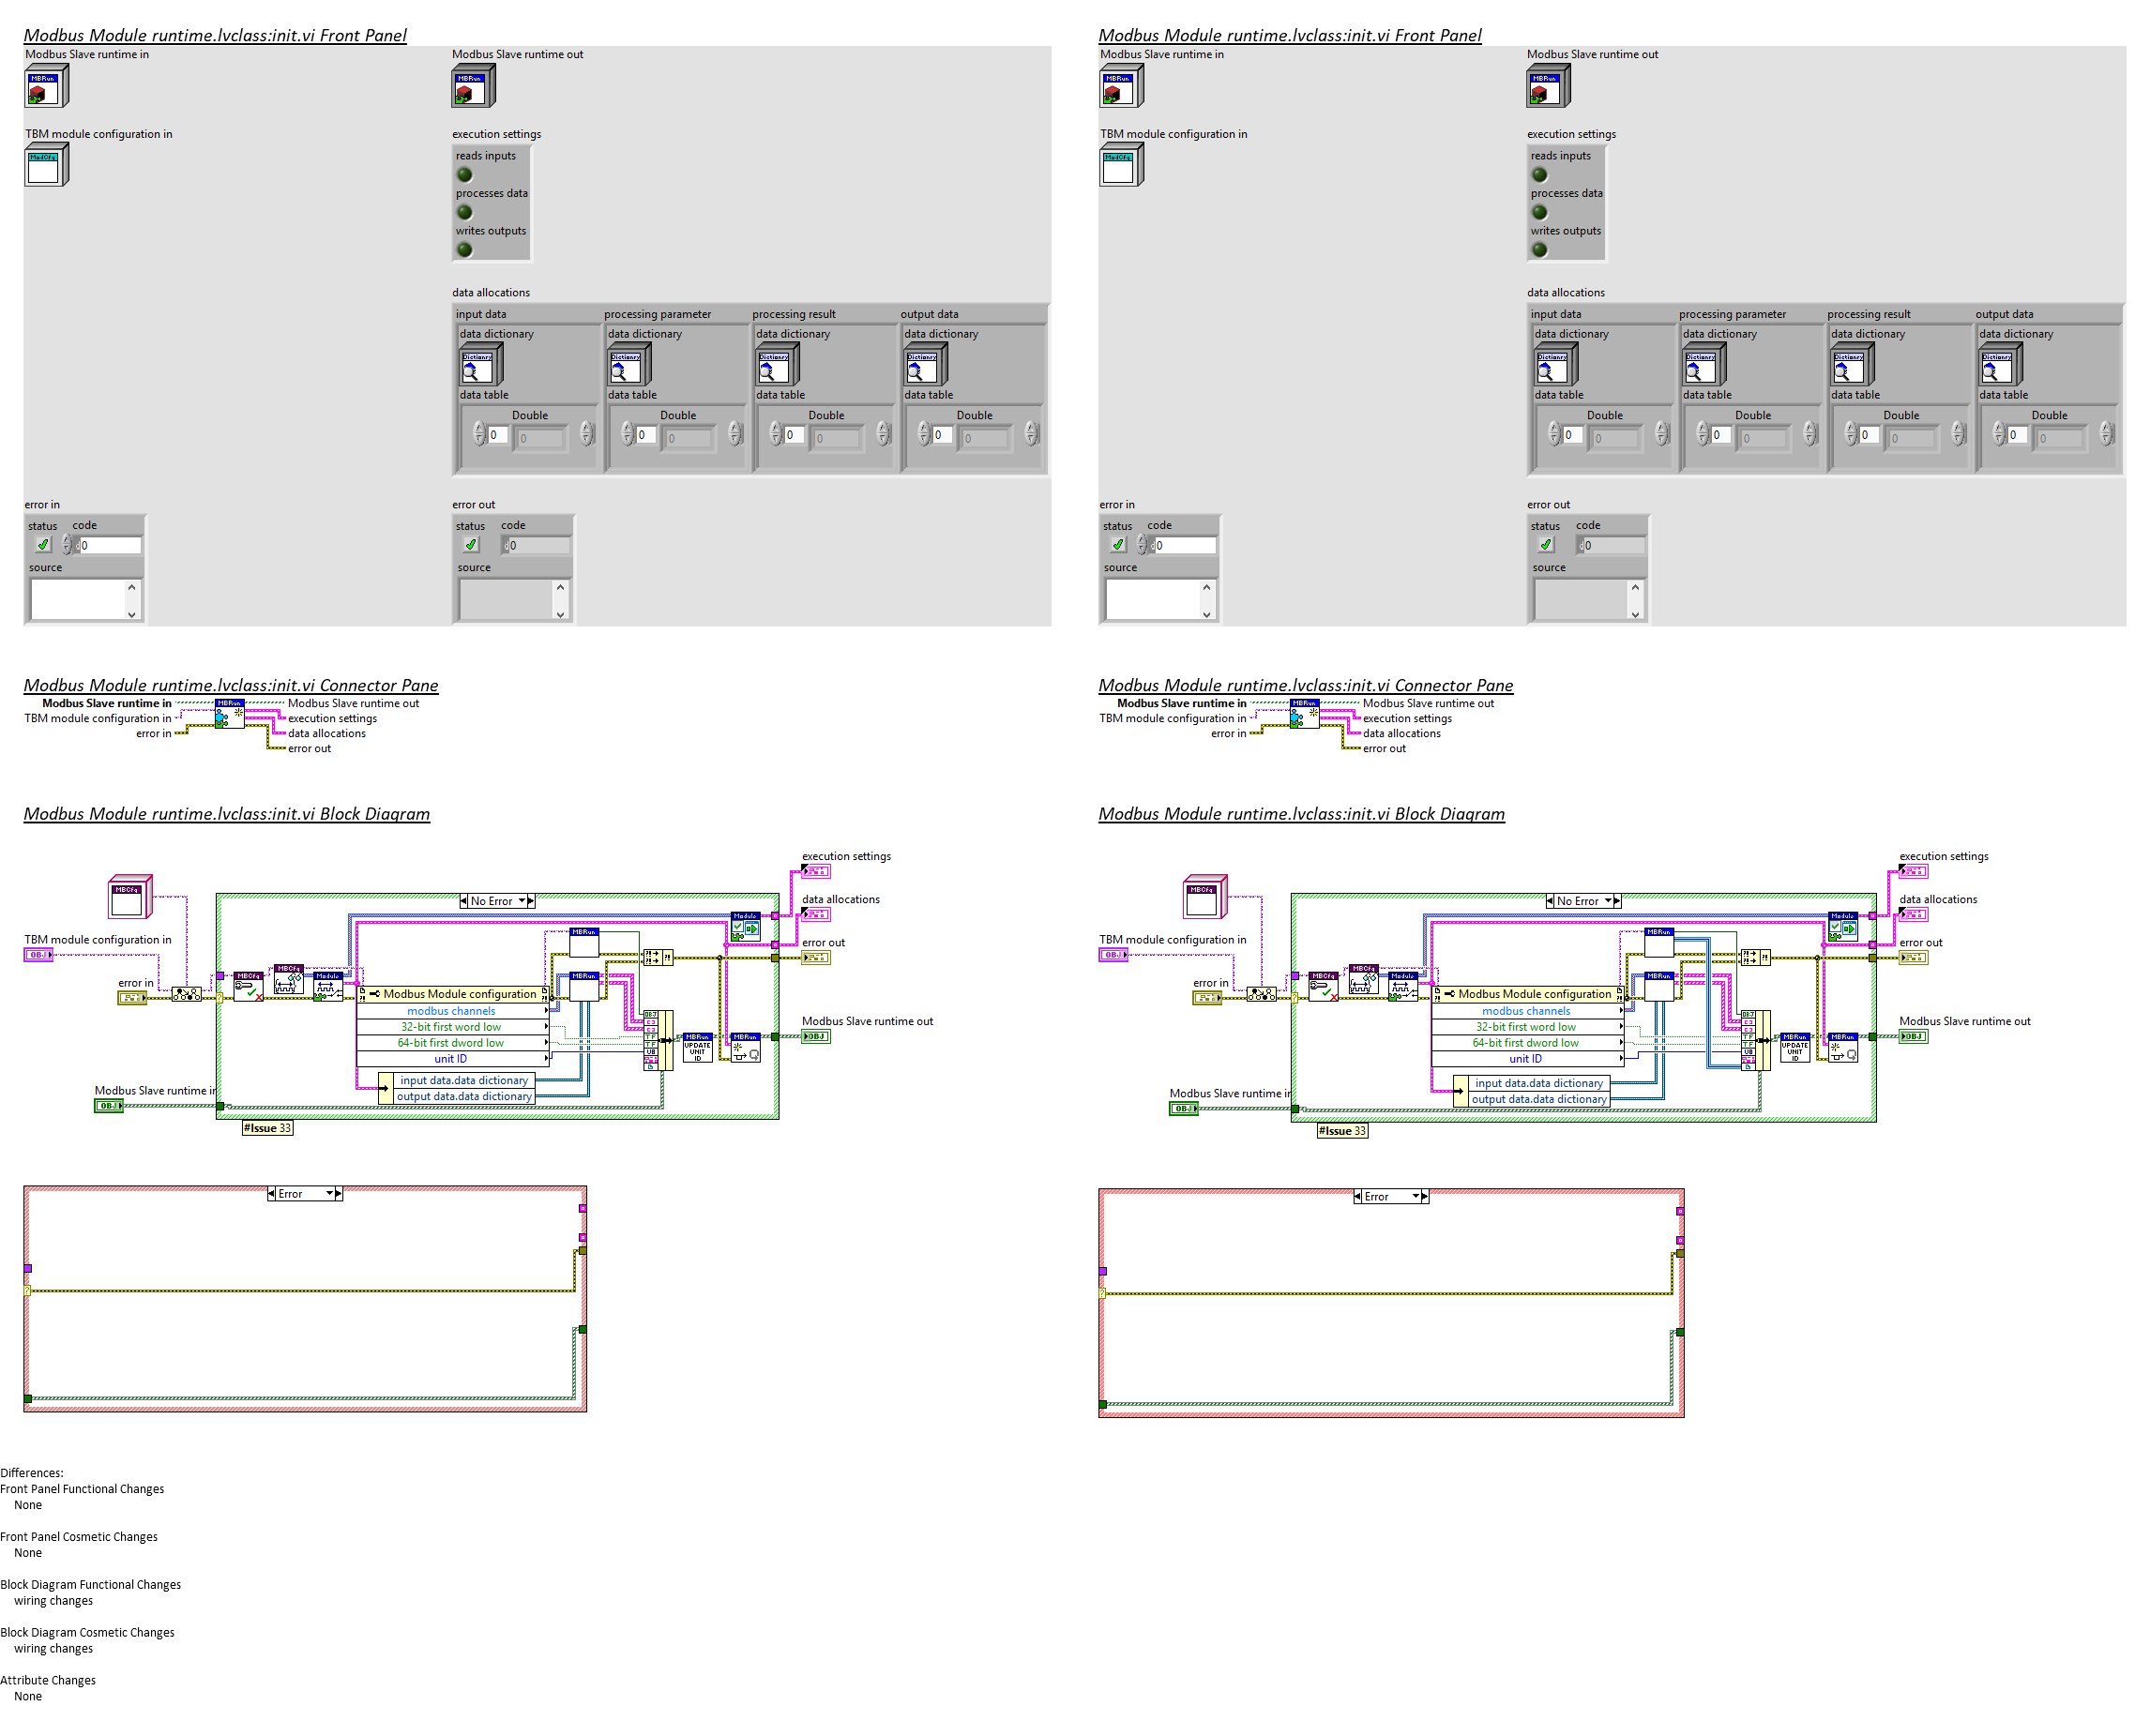 Modbus Module runtime.lvclass:init.vi Front Panel
Modbus Slave runtime in
Modbus Slave runtime out
MBRun
MBRun
TBM module configuration in
ModCfg
execution settings
reads inputs
processes data
writes outputs
data allocations
input data
processing parameter
processing result
output data
data dictionary
data dictionary
data dictionary
data dictionary
Dictionry
Dictionry
Dictionry
Dictionry
data table
data table
data table
data table
Double
Double
Double
Double
0 0
0 0
0 0
0 0
error in
status code
0
source
error out
status code
0
source
Modbus Module runtime.lvclass:init.vi Connector Pane
Modbus Slave runtime in
MBRun
Modbus Slave runtime out
TBM module configuration in
execution settings
error in
data allocations
error out
Modbus Module runtime.lvclass:init.vi Block Diagram
execution settings
MBCfg
No Error
data allocations
Module
TBM module configuration in
OBJ
MBRun
error out
MBCfg
MBCfg
Module
MBRun
error in
Modbus Module configuration
modbus channels
32-bit first word low
64-bit first dword low
unit ID
OBJ
TF
TF
U8
MBRun
UPDATE
UNIT
ID
MBRun
Modbus Slave runtime out
OBJ
input data.data dictionary
output data.data dictionary
Modbus Slave runtime in
OBJ
#Issue 33
Error
Modbus Module runtime.lvclass:init.vi Front Panel
Modbus Slave runtime in
Modbus Slave runtime out
MBRun
MBRun
TBM module configuration in
ModCfg
execution settings
reads inputs
processes data
writes outputs
data allocations
input data
processing parameter
processing result
output data
data dictionary
data dictionary
data dictionary
data dictionary
Dictionry
Dictionry
Dictionry
Dictionry
data table
data table
data table
data table
Double
Double
Double
Double
0 0
0 0
0 0
0 0
error in
status code
0
source
error out
status code
0
source
Modbus Module runtime.lvclass:init.vi Connector Pane
Modbus Slave runtime in
MBRun
Modbus Slave runtime out
TBM module configuration in
execution settings
error in
data allocations
error out
Modbus Module runtime.lvclass:init.vi Block Diagram
execution settings
MBCfg
No Error
data allocations
Module
TBM module configuration in
OBJ
MBRun
error out
MBCfg
MBCfg
Module
MBRun
error in
Modbus Module configuration
modbus channels
32-bit first word low
64-bit first dword low
unit ID
OBJ
TF
TF
U8
MBRun
UPDATE
UNIT
ID
MBRun
Modbus Slave runtime out
OBJ
input data.data dictionary
output data.data dictionary
Modbus Slave runtime in
OBJ
#Issue 33
Error
Differences:
Front Panel Functional Changes
None
Front Panel Cosmetic Changes
None
Block Diagram Functional Changes
wiring changes
Block Diagram Cosmetic Changes
wiring changes
Attribute Changes
None